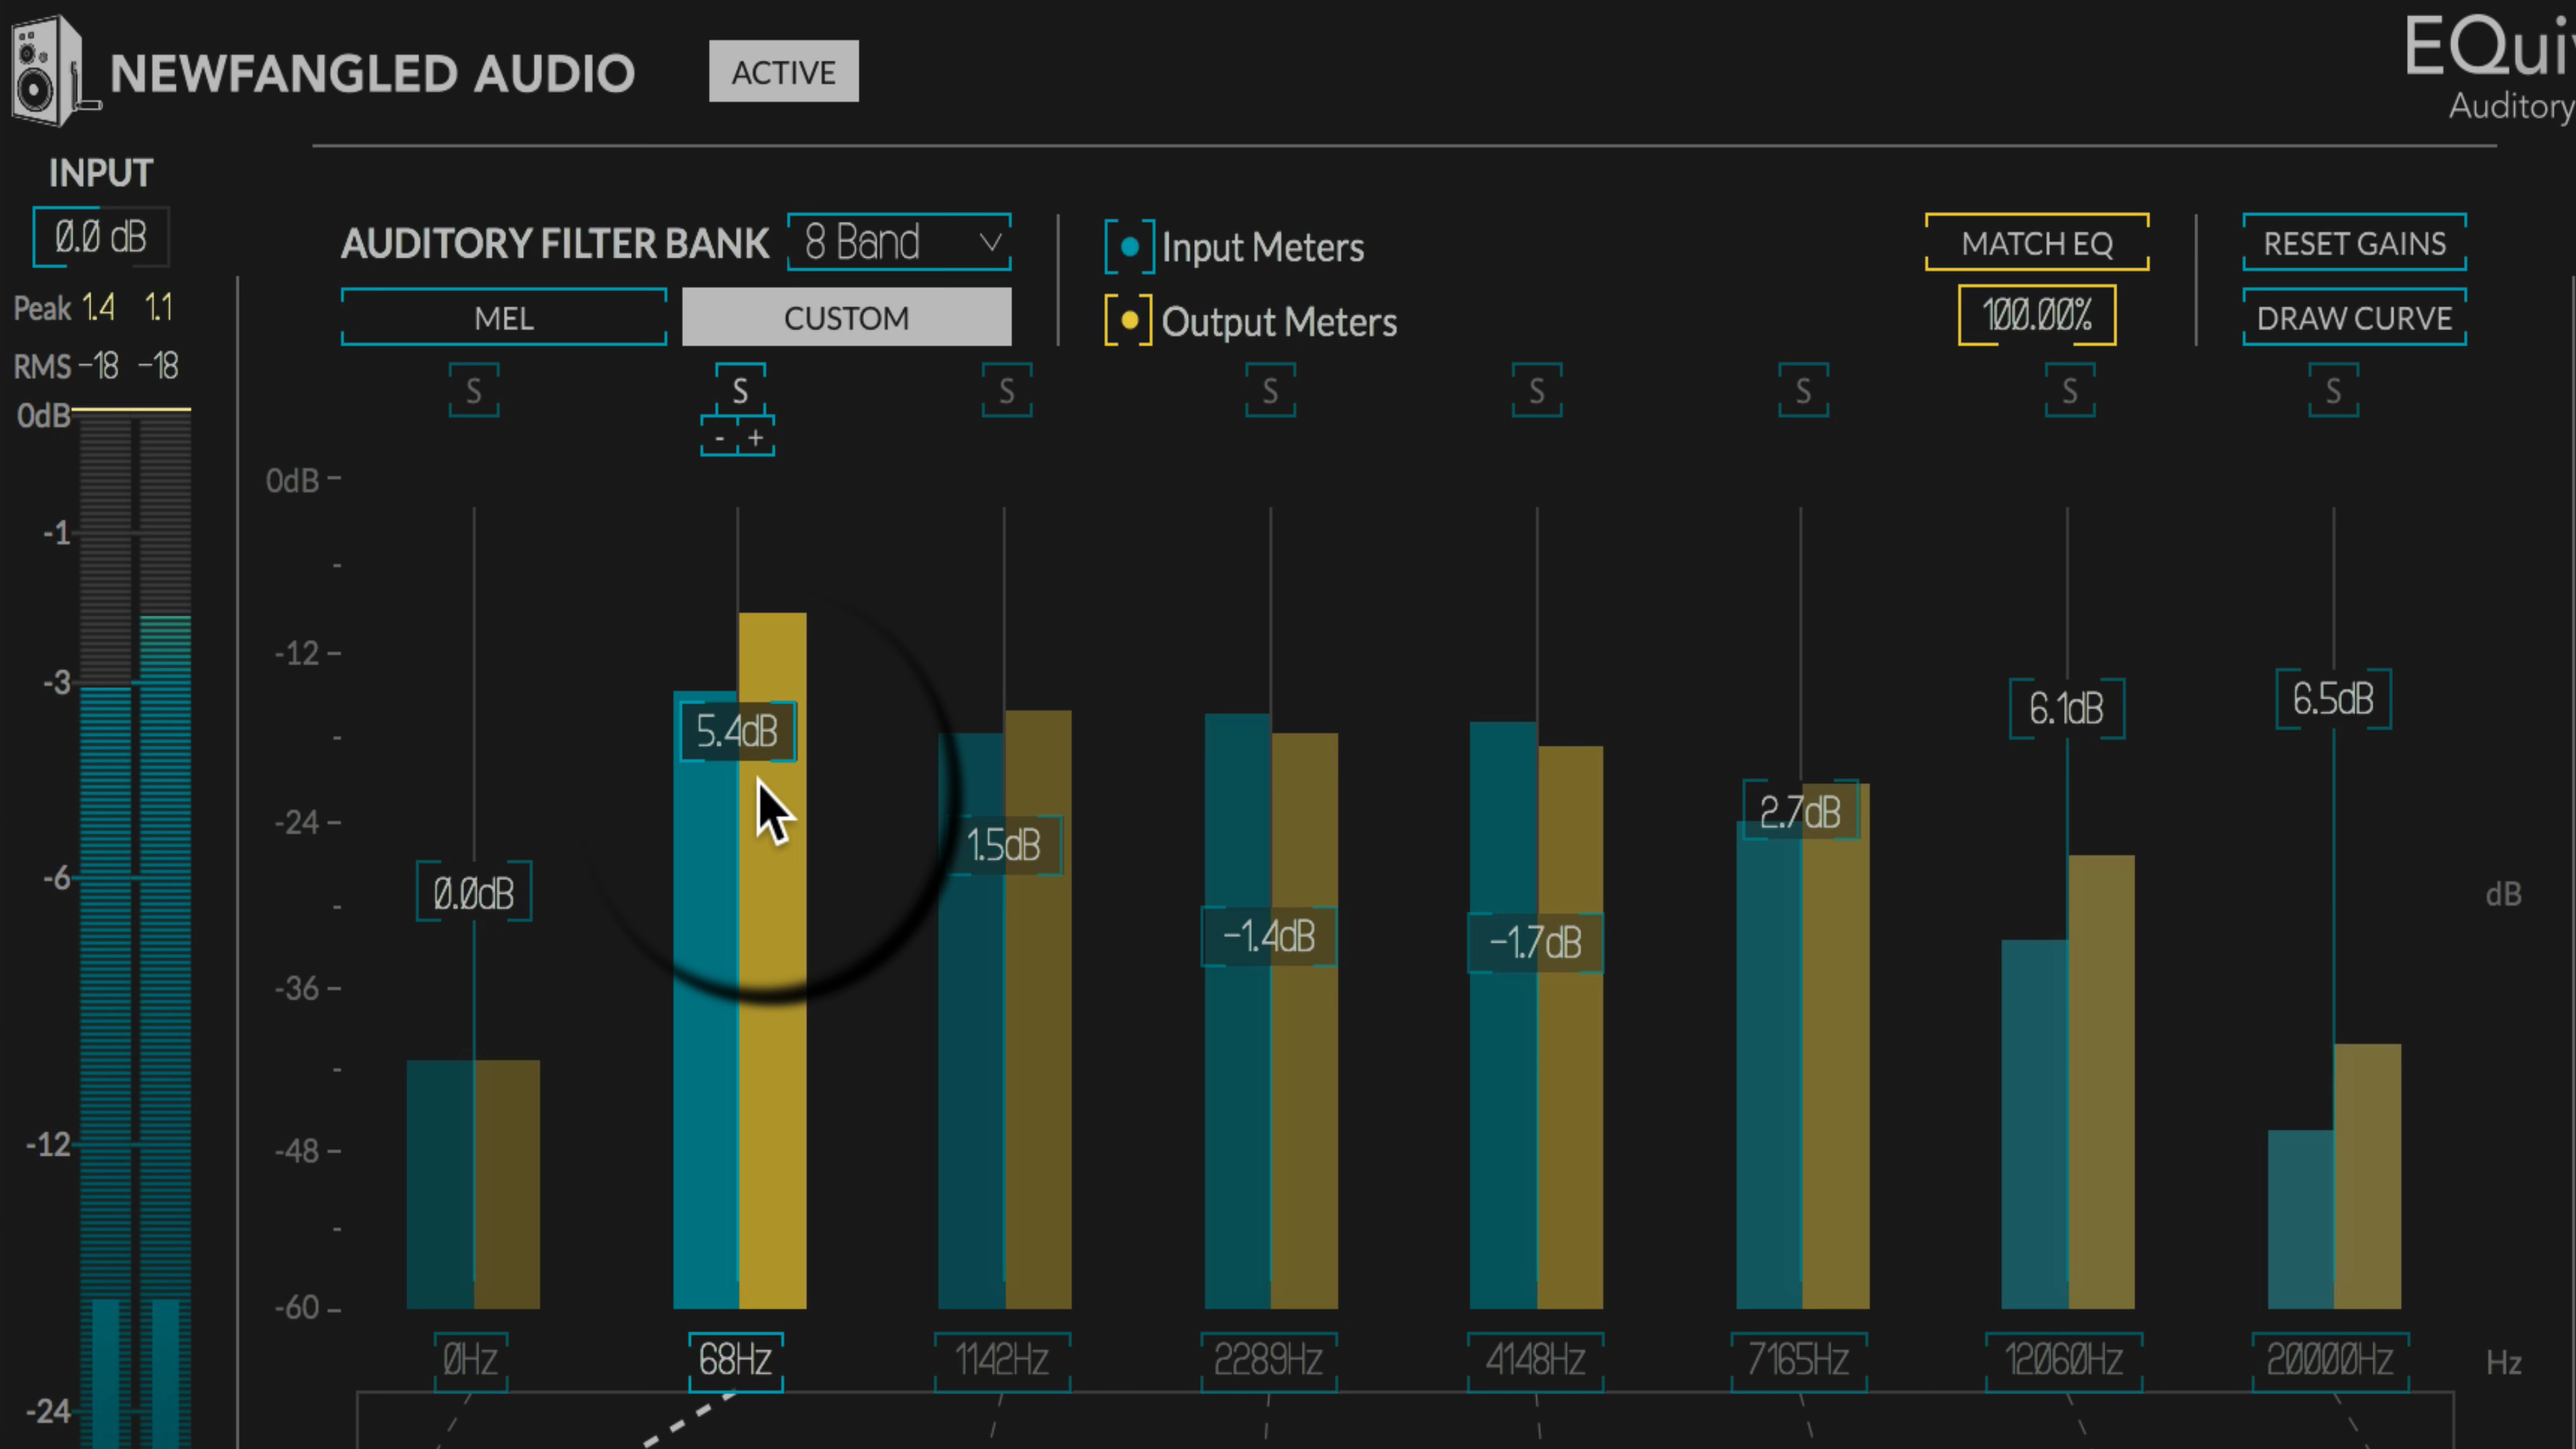 NEWFANGLED AUDIO
ACTIVE
EQui
Auditory
INPUT
0.0 dB
Peak 1.4 1.1
RMS -18 -18
AUDITORY FILTER BANK
8 Band
MEL
CUSTOM
Input Meters
Output Meters
MATCH EQ
100.00%
RESET GAINS
DRAW CURVE
S S S S S S S S
- +
0dB
-1
-3
-6
-12
-24
0dB
-12
-24
-36
-48
-60
0.0dB
5.4dB
1.5dB
-1.4dB
-1.7dB
2.7dB
6.1dB
6.5dB
dB
0Hz 68Hz 1142Hz 2289Hz 4148Hz 7165Hz 12060Hz 20000Hz Hz